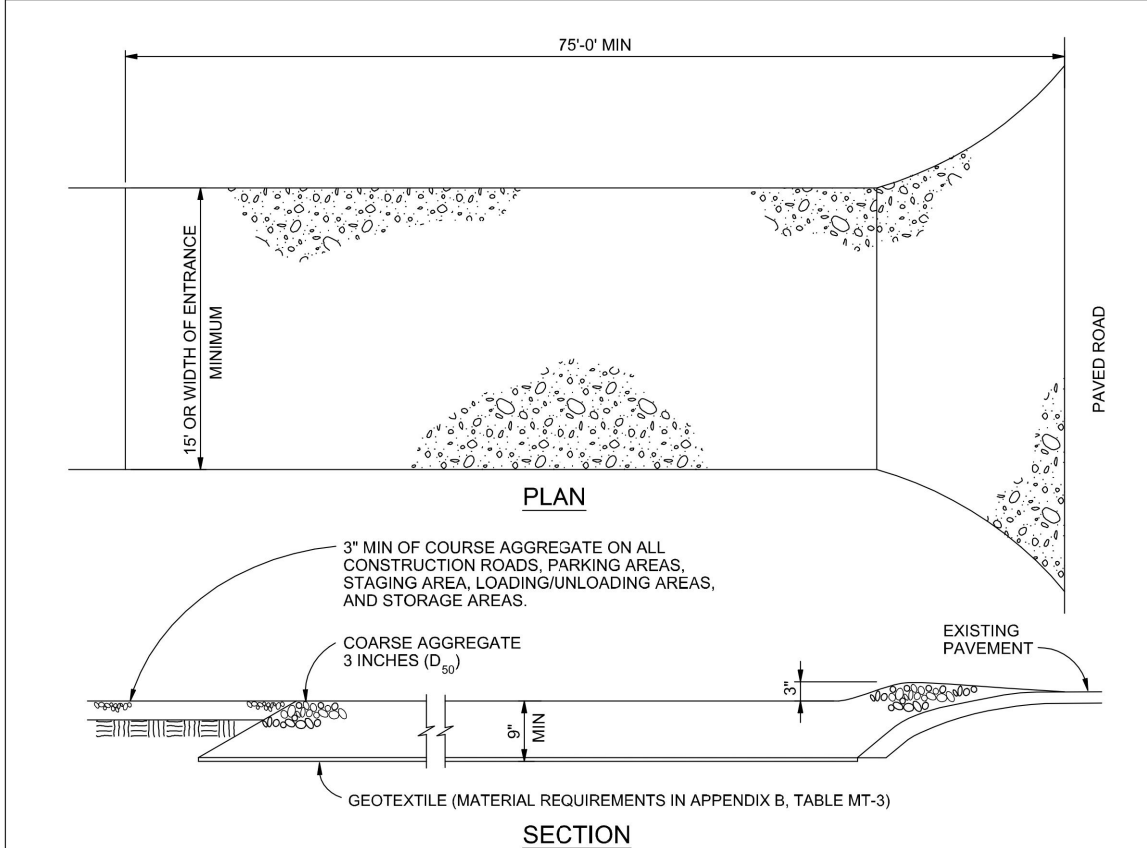 75'-0' MIN
15' OR WIDTH OF ENTRANCE
MINIMUM
PAVED ROAD
PLAN
3" MIN OF COURSE AGGREGATE ON ALL
CONSTRUCTION ROADS, PARKING AREAS,
STAGING AREA, LOADING/UNLOADING AREAS,
AND STORAGE AREAS.
COARSE AGGREGATE
3 INCHES (D50)
EXISTING
PAVEMENT
3"
9"
MIN
GEOTEXTILE (MATERIAL REQUIREMENTS IN APPENDIX B, TABLE MT-3)
SECTION